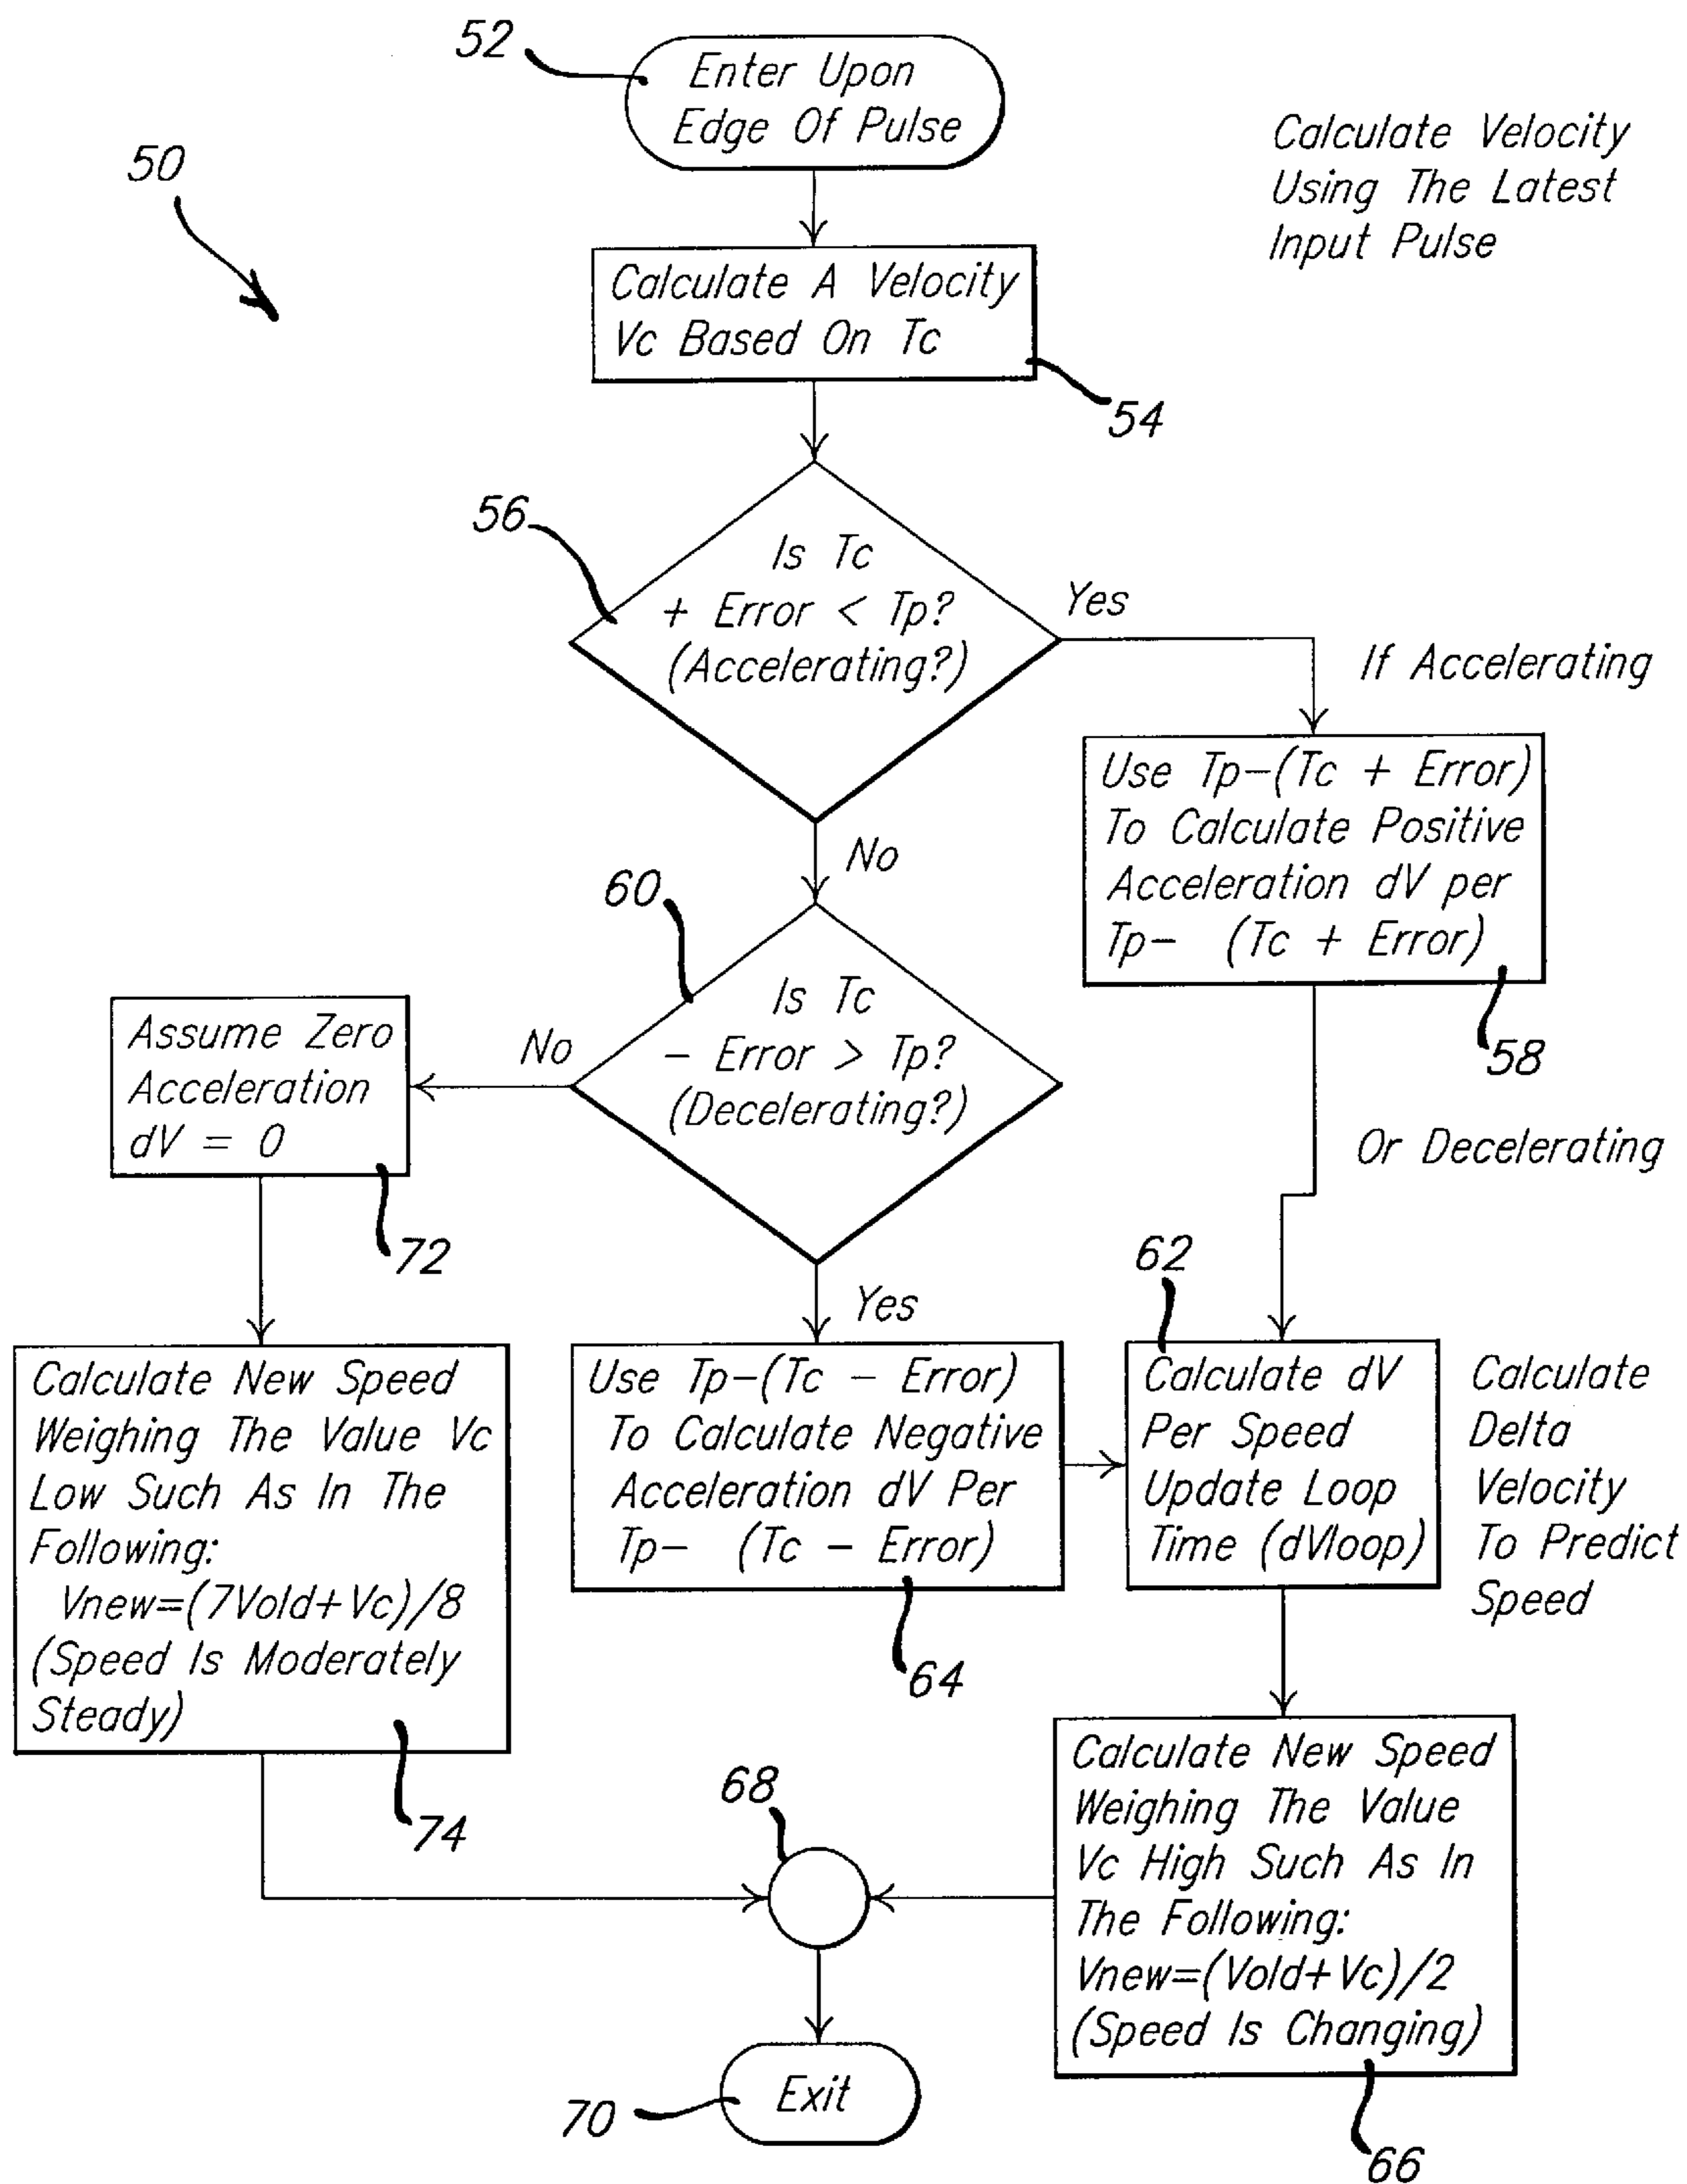 52
Enter Upon
Edge Of Pulse
50
Calculate Velocity
Using The Latest
Input Pulse
Calculate A Velocity
Vc Based On Tc
54
56
Is Tc
+ Error < Tp?
(Accelerating?)
Yes
If Accelerating
Use Tp-(Tc + Error)
To Calculate Positive
Acceleration dV per
Tp- (Tc + Error)
58
No
60
Is Tc
- Error > Tp?
(Decelerating?)
No
Assume Zero
Acceleration
dV = 0
72
Or Decelerating
Yes
62
Calculate New Speed
Weighing The Value Vc
Low Such As In The
Following:
Vnew=(7Vold+Vc)/8
(Speed Is Moderately
Steady)
74
Use Tp-(Tc - Error)
To Calculate Negative
Acceleration dV Per
Tp- (Tc - Error)
64
Calculate dV
Per Speed
Update Loop
Time (dVloop)
Calculate
Delta
Velocity
To Predict
Speed
68
Calculate New Speed
Weighing The Value
Vc High Such As In
The Following:
Vnew=(Vold+Vc)/2
(Speed Is Changing)
66
70
Exit